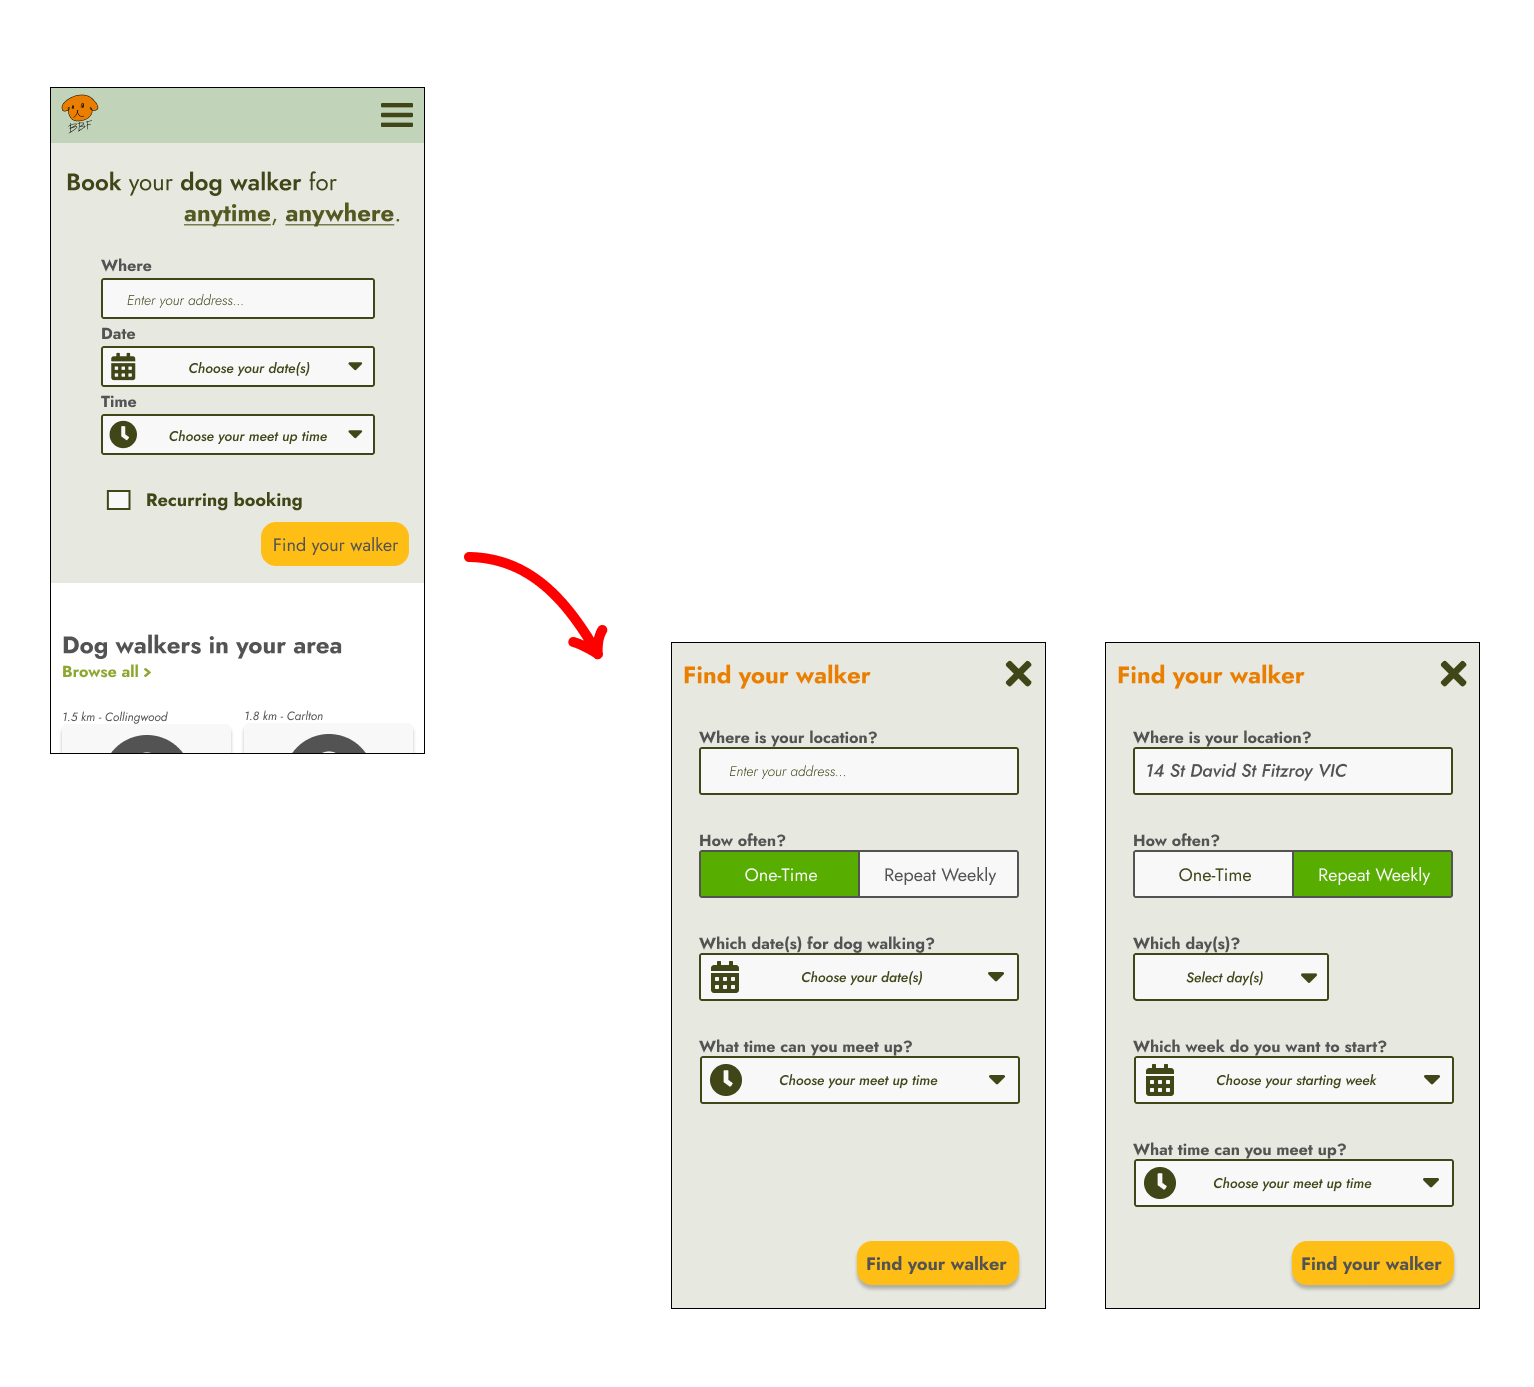 BBF
Book your dog walker for
anytime, anywhere.
Where
Enter your address...
Date
Choose your date(s)
Time
Choose your meet up time
Recurring booking
Find your walker
Dog walkers in your area
Browse all >
1.5 km - Collingwood
1.8 km - Carlton
Find your walker
Where is your location?
Enter your address...
How often?
One-Time
Repeat Weekly
Which date(s) for dog walking?
Choose your date(s)
What time can you meet up?
Choose your meet up time
Find your walker
Find your walker
Where is your location?
14 St David St Fitzroy VIC
How often?
One-Time
Repeat Weekly
Which day(s)?
Select day(s)
Which week do you want to start?
Choose your starting week
What time can you meet up?
Choose your meet up time
Find your walker